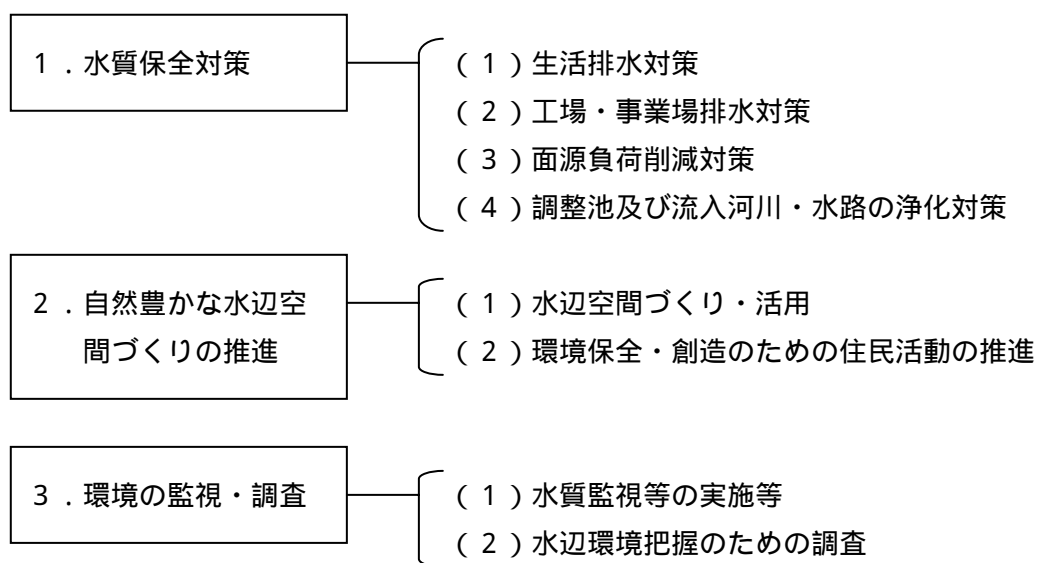 １．水質保全対策
（１）生活排水対策
（２）工場・事業場排水対策
（３）面源負荷削減対策
（４）調整池及び流入河川・水路の浄化対策
２．自然豊かな水辺空
間づくりの推進
（１）水辺空間づくり・活用
（２）環境保全・創造のための住民活動の推進
３．環境の監視・調査
（１）水質監視等の実施等
（２）水辺環境把握のための調査